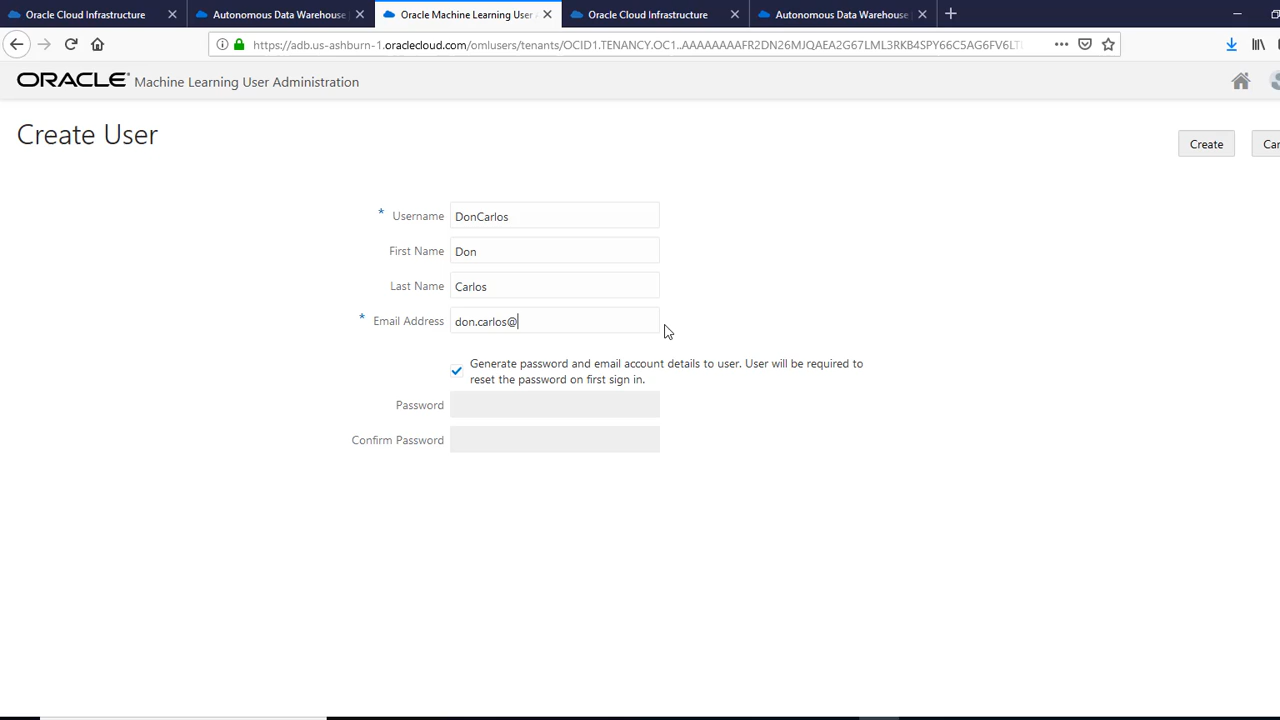 Oracle Cloud Infrastructure
Autonomous Data Warehouse
Oracle Machine Learning User
Oracle Cloud Infrastructure
Autonomous Data Warehouse
https://adb.us-ashburn-1.oraclecloud.com/omlusers/tenants/OCID1.TENANCY.OC1..AAAAAAAAFR2DN26MJQAEA2G67LML3RKB4SPY66C5AG6FV6LTL
ORACLE® Machine Learning User Administration
Create User
Create
Can
* Username
DonCarlos
First Name
Don
Last Name
Carlos
* Email Address
don.carlos@
Generate password and email account details to user. User will be required to
reset the password on first sign in.
Password
Confirm Password